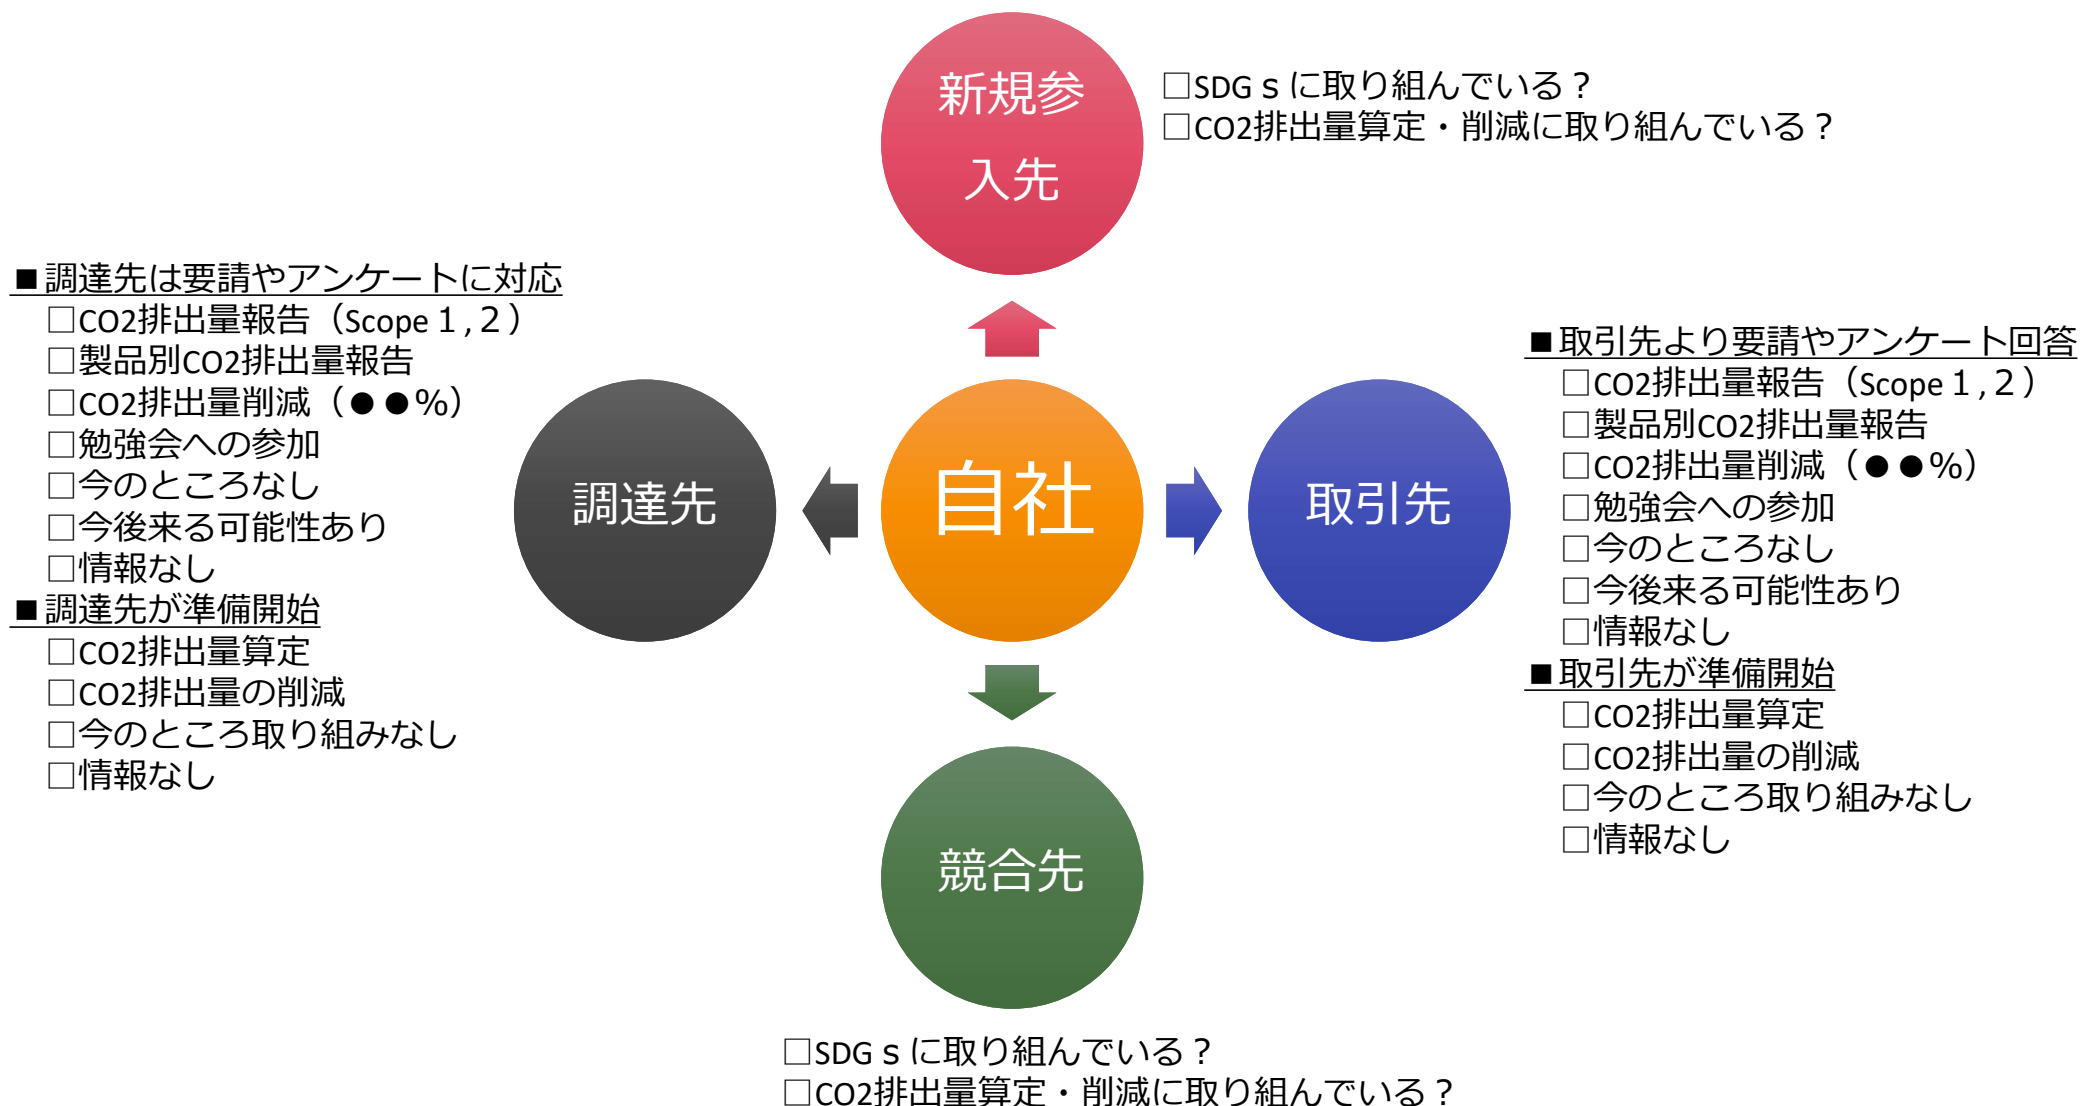 新規参
入先
□SDGｓに取り組んでいる？
□CO2排出量算定・削減に取り組んでいる？
■調達先は要請やアンケートに対応
□CO2排出量報告（Scope１,２）
□製品別CO2排出量報告
□CO2排出量削減（●●%）
□勉強会への参加
□今のところなし
□今後来る可能性あり
□情報なし
■調達先が準備開始
□CO2排出量算定
□CO2排出量の削減
□今のところ取り組みなし
□情報なし
調達先
自社
取引先
■取引先より要請やアンケート回答
□CO2排出量報告（Scope１,２）
□製品別CO2排出量報告
□CO2排出量削減（●●%）
□勉強会への参加
□今のところなし
□今後来る可能性あり
□情報なし
■取引先が準備開始
□CO2排出量算定
□CO2排出量の削減
□今のところ取り組みなし
□情報なし
競合先
□SDGｓに取り組んでいる？
□CO2排出量算定・削減に取り組んでいる？